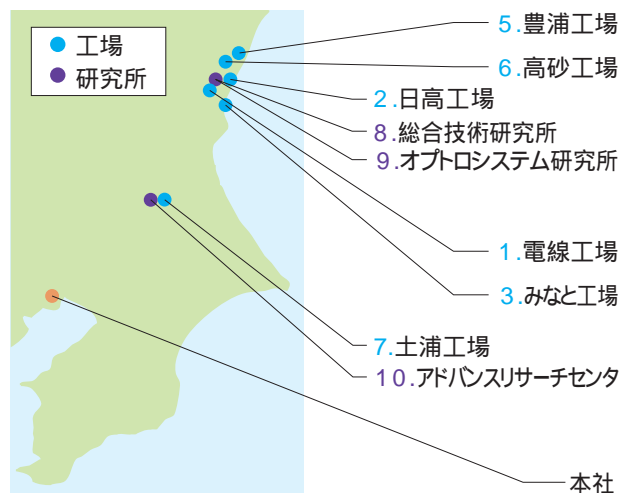 工場
研究所
5.豊浦工場
6.高砂工場
2.日高工場
8.総合技術研究所
9.オプトロシステム研究所
1.電線工場
3.みなと工場
7.土浦工場
10.アドバンスリサーチセンタ
本社